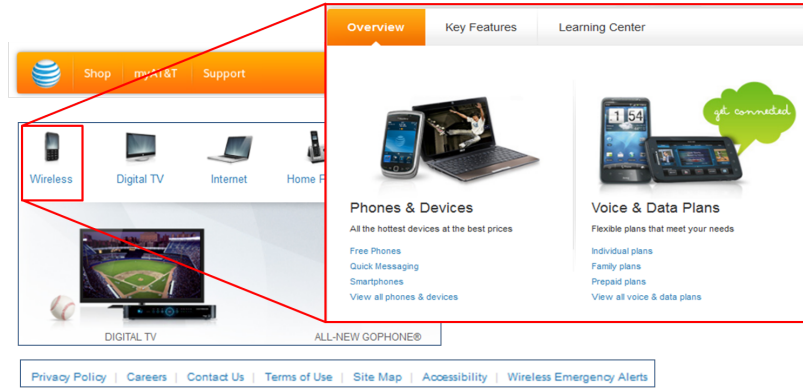 Overview Key Features Learning Center
Shop myAT&T Support
1 54
get connected
Wireless Digital TV Internet Home
Phones & Devices
All the hottest devices at the best prices
Free Phones
Quick Messaging
Smartphones
View all phones & devices
Voice & Data Plans
Flexible plans that meet your needs
Individual plans
Family plans
Prepaid plans
View all voice & data plans
DIGITAL TV ALL-NEW GOPHONE®
Privacy Policy | Careers | Contact Us | Terms of Use | Site Map | Accessibility | Wireless Emergency Alerts